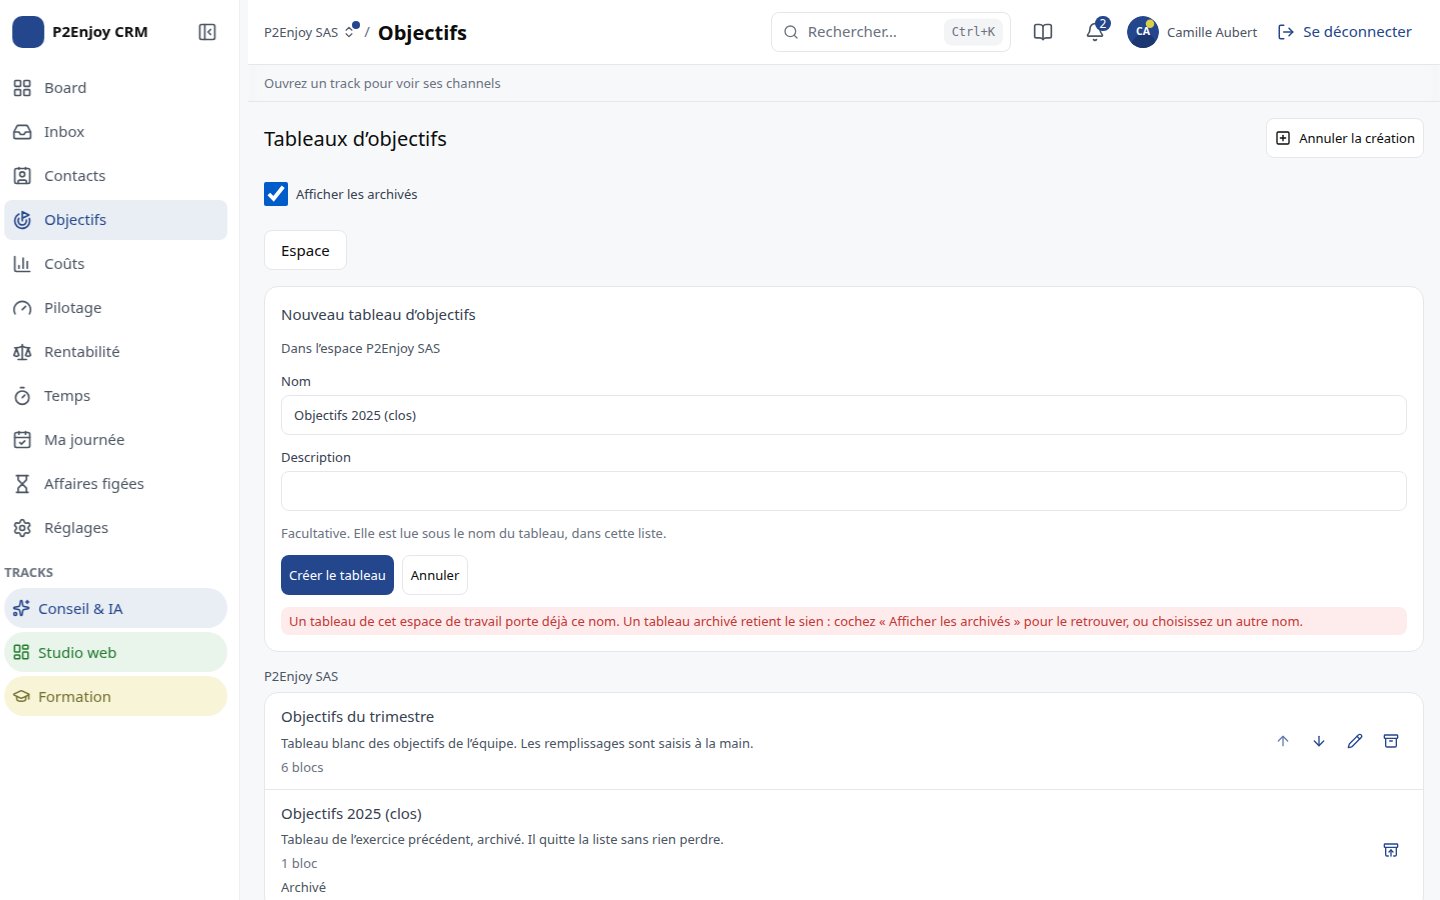 P2Enjoy CRM
Board
Inbox
Contacts
Objectifs
Coûts
Pilotage
Rentabilité
Temps
Ma journée
Affaires figées
Réglages
TRACKS
Conseil & IA
Studio web
Formation
P2Enjoy SAS / Objectifs
Rechercher... Ctrl+K
2
CA Camille Aubert
Se déconnecter
Ouvrez un track pour voir ses channels
Tableaux d’objectifs
Annuler la création
Afficher les archivés
Espace
Nouveau tableau d’objectifs
Dans l’espace P2Enjoy SAS
Nom
Objectifs 2025 (clos)
Description
Facultative. Elle est lue sous le nom du tableau, dans cette liste.
Créer le tableau Annuler
Un tableau de cet espace de travail porte déjà ce nom. Un tableau archivé retient le sien : cochez « Afficher les archivés » pour le retrouver, ou choisissez un autre nom.
P2Enjoy SAS
Objectifs du trimestre
Tableau blanc des objectifs de l’équipe. Les remplissages sont saisis à la main.
6 blocs
Objectifs 2025 (clos)
Tableau de l’exercice précédent, archivé. Il quitte la liste sans rien perdre.
1 bloc
Archivé